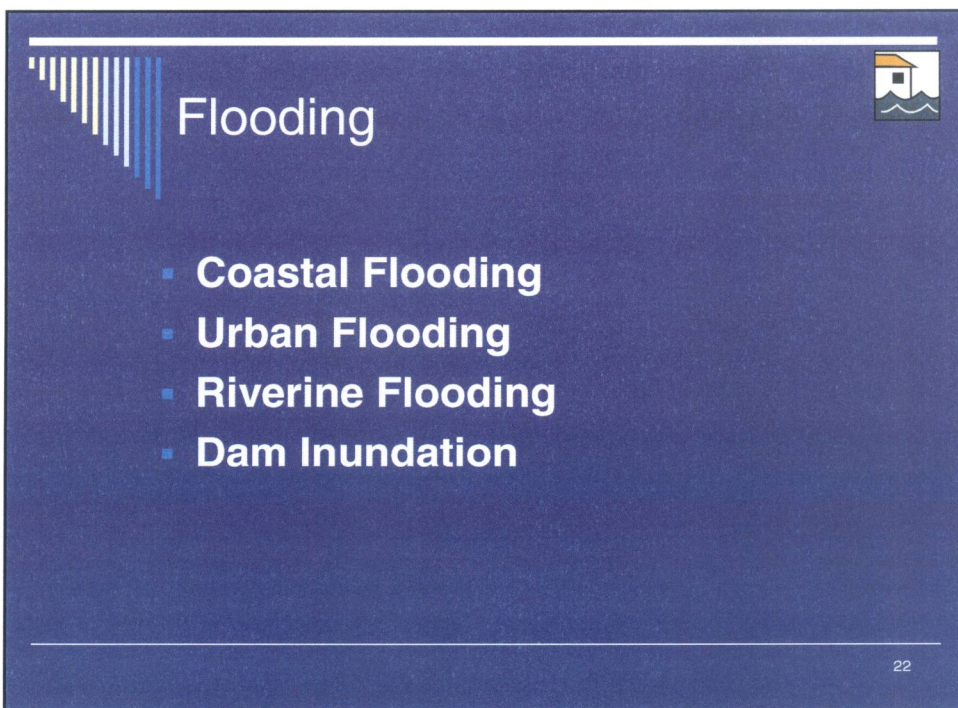 Flooding
Coastal Flooding
Urban Flooding
Riverine Flooding
Dam Inundation
22